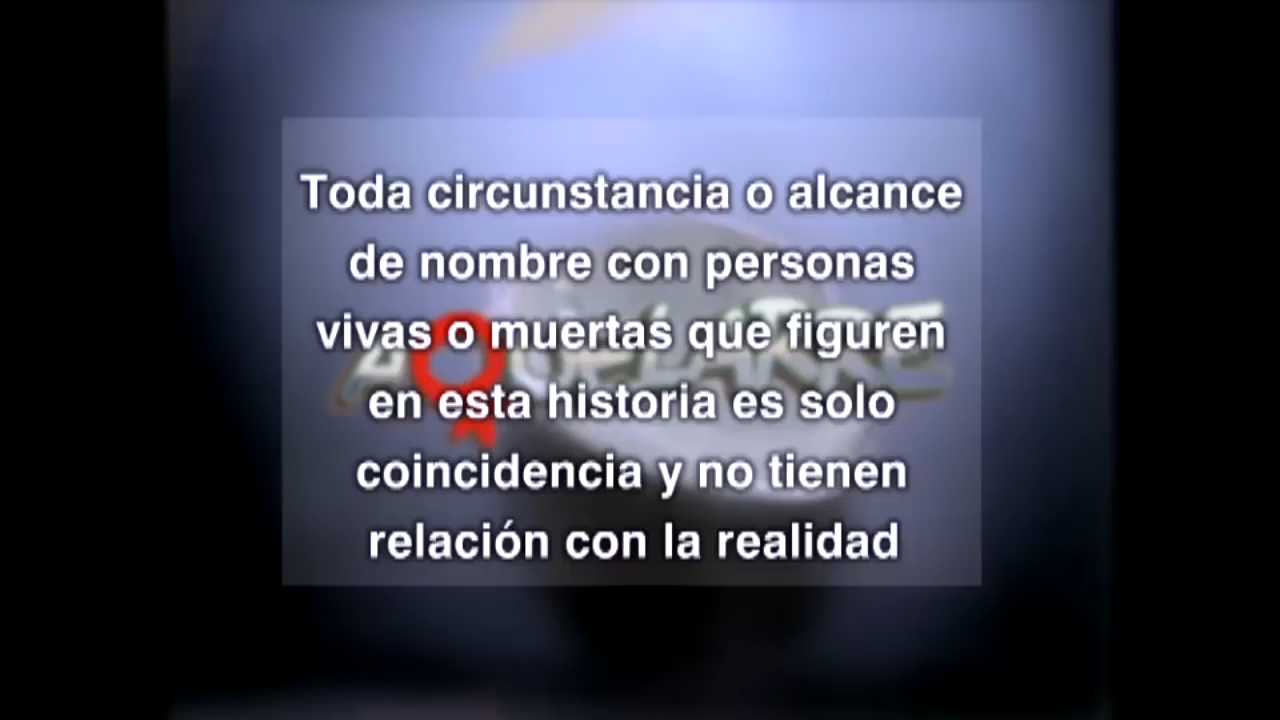 Toda circunstancia o alcance
de nombre con personas
vivas o muertas que figuren
en esta historia es solo
coincidencia y no tienen
relación con la realidad
AQUELARRE